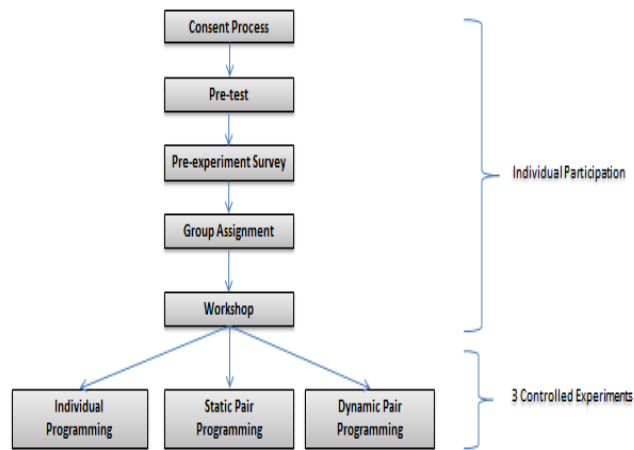 Consent Process
Pre-test
Pre-experiment Survey
Individual Participation
Group Assignment
Workshop
Individual
Programming
Static Pair
Programming
Dynamic Pair
Programming
3 Controlled Experiments